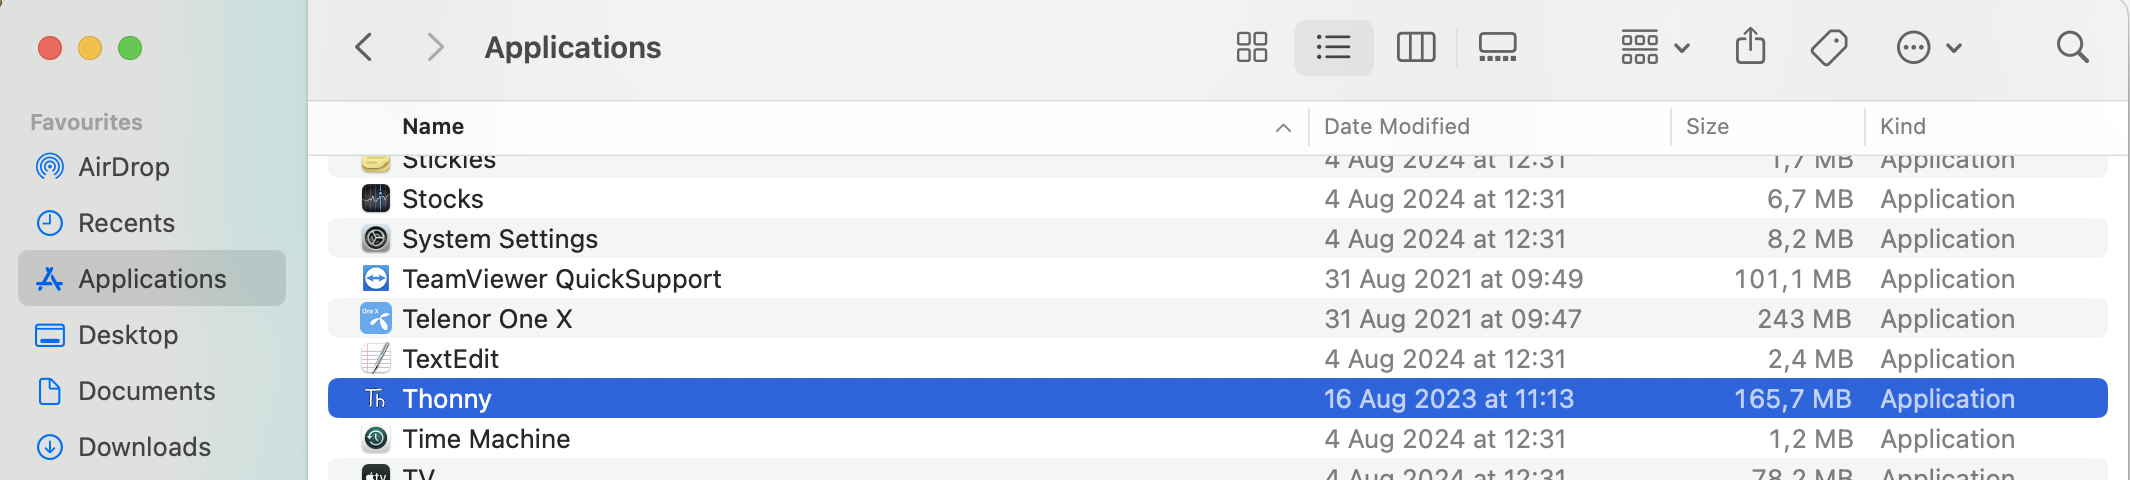 Applications
Favourites
AirDrop
Recents
Applications
Desktop
Documents
Downloads
Name Date Modified Size Kind
Stickies 4 Aug 2024 at 12:31 1,7 MB Application
Stocks 4 Aug 2024 at 12:31 6,7 MB Application
System Settings 4 Aug 2024 at 12:31 8,2 MB Application
TeamViewer QuickSupport 31 Aug 2021 at 09:49 101,1 MB Application
One X
Telenor One X 31 Aug 2021 at 09:47 243 MB Application
TextEdit 4 Aug 2024 at 12:31 2,4 MB Application
Th Thonny 16 Aug 2023 at 11:13 165,7 MB Application
Time Machine 4 Aug 2024 at 12:31 1,2 MB Application
tv TV 4 Aug 2024 at 12:31 78,2 MB Application